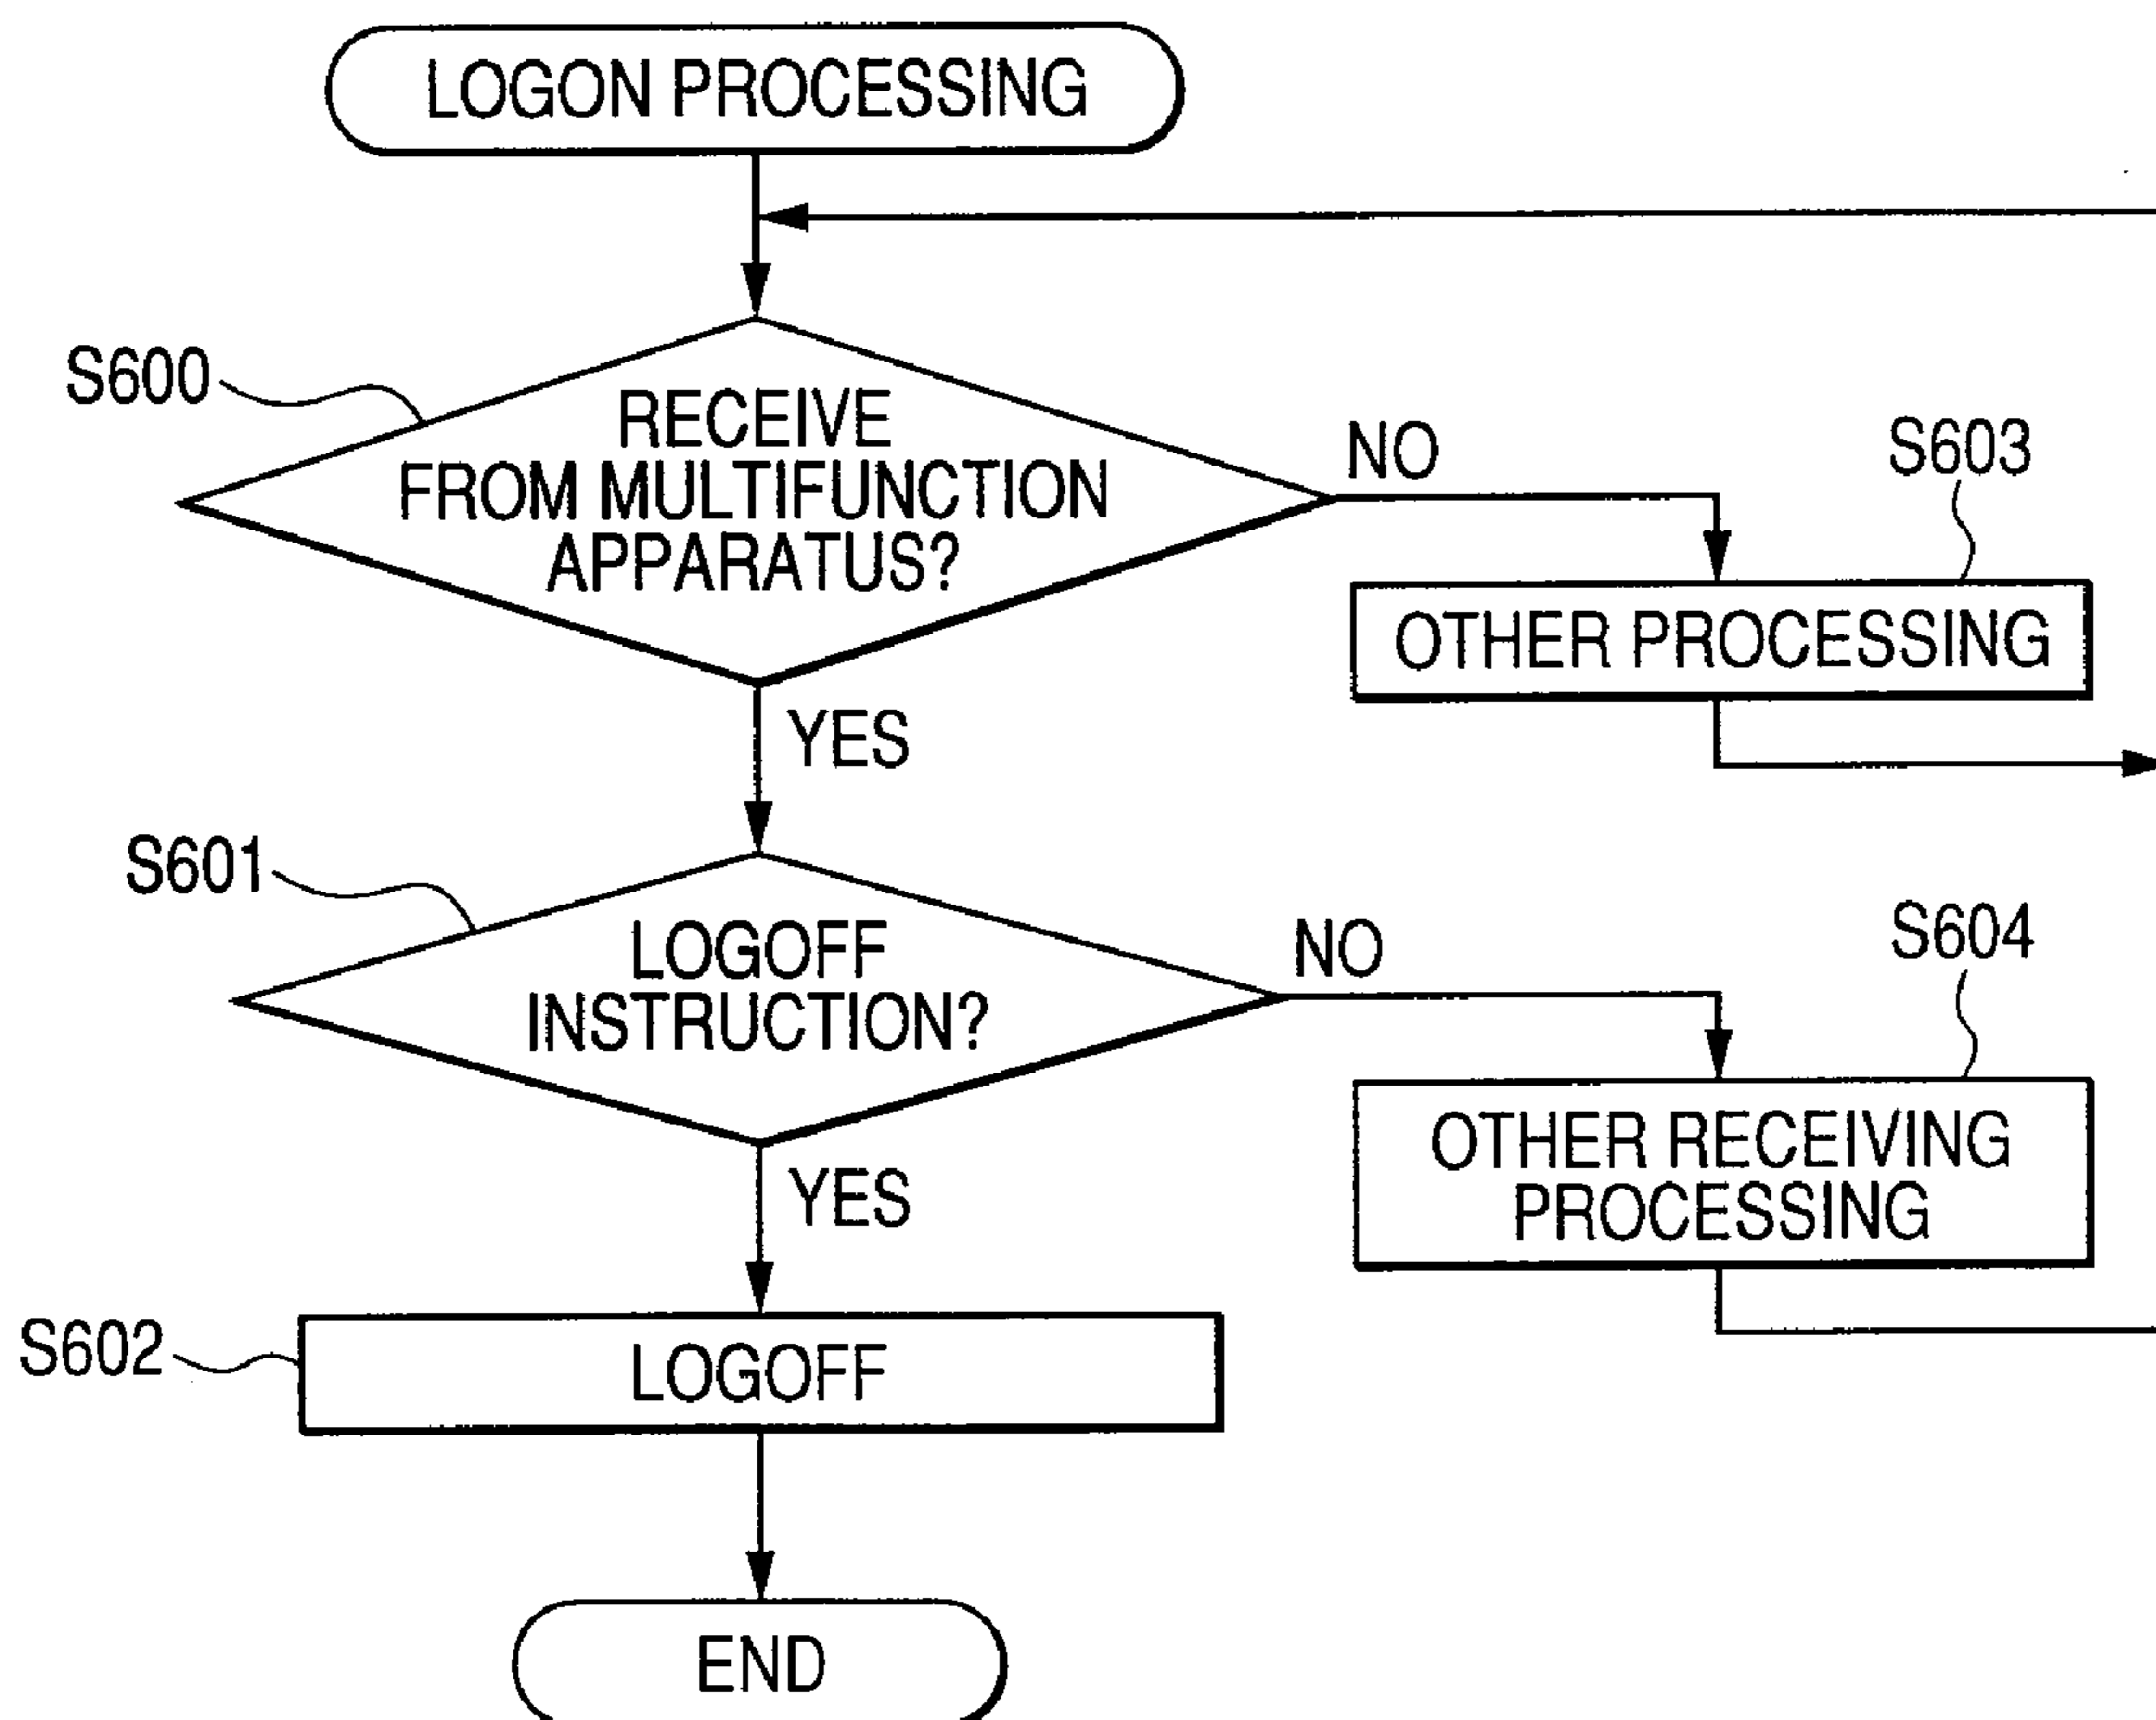 LOGON PROCESSING
S600
RECEIVE
FROM MULTIFUNCTION
APPARATUS?
NO
S603
OTHER PROCESSING
YES
S601
LOGOFF
INSTRUCTION?
NO
S604
OTHER RECEIVING
PROCESSING
YES
S602
LOGOFF
END